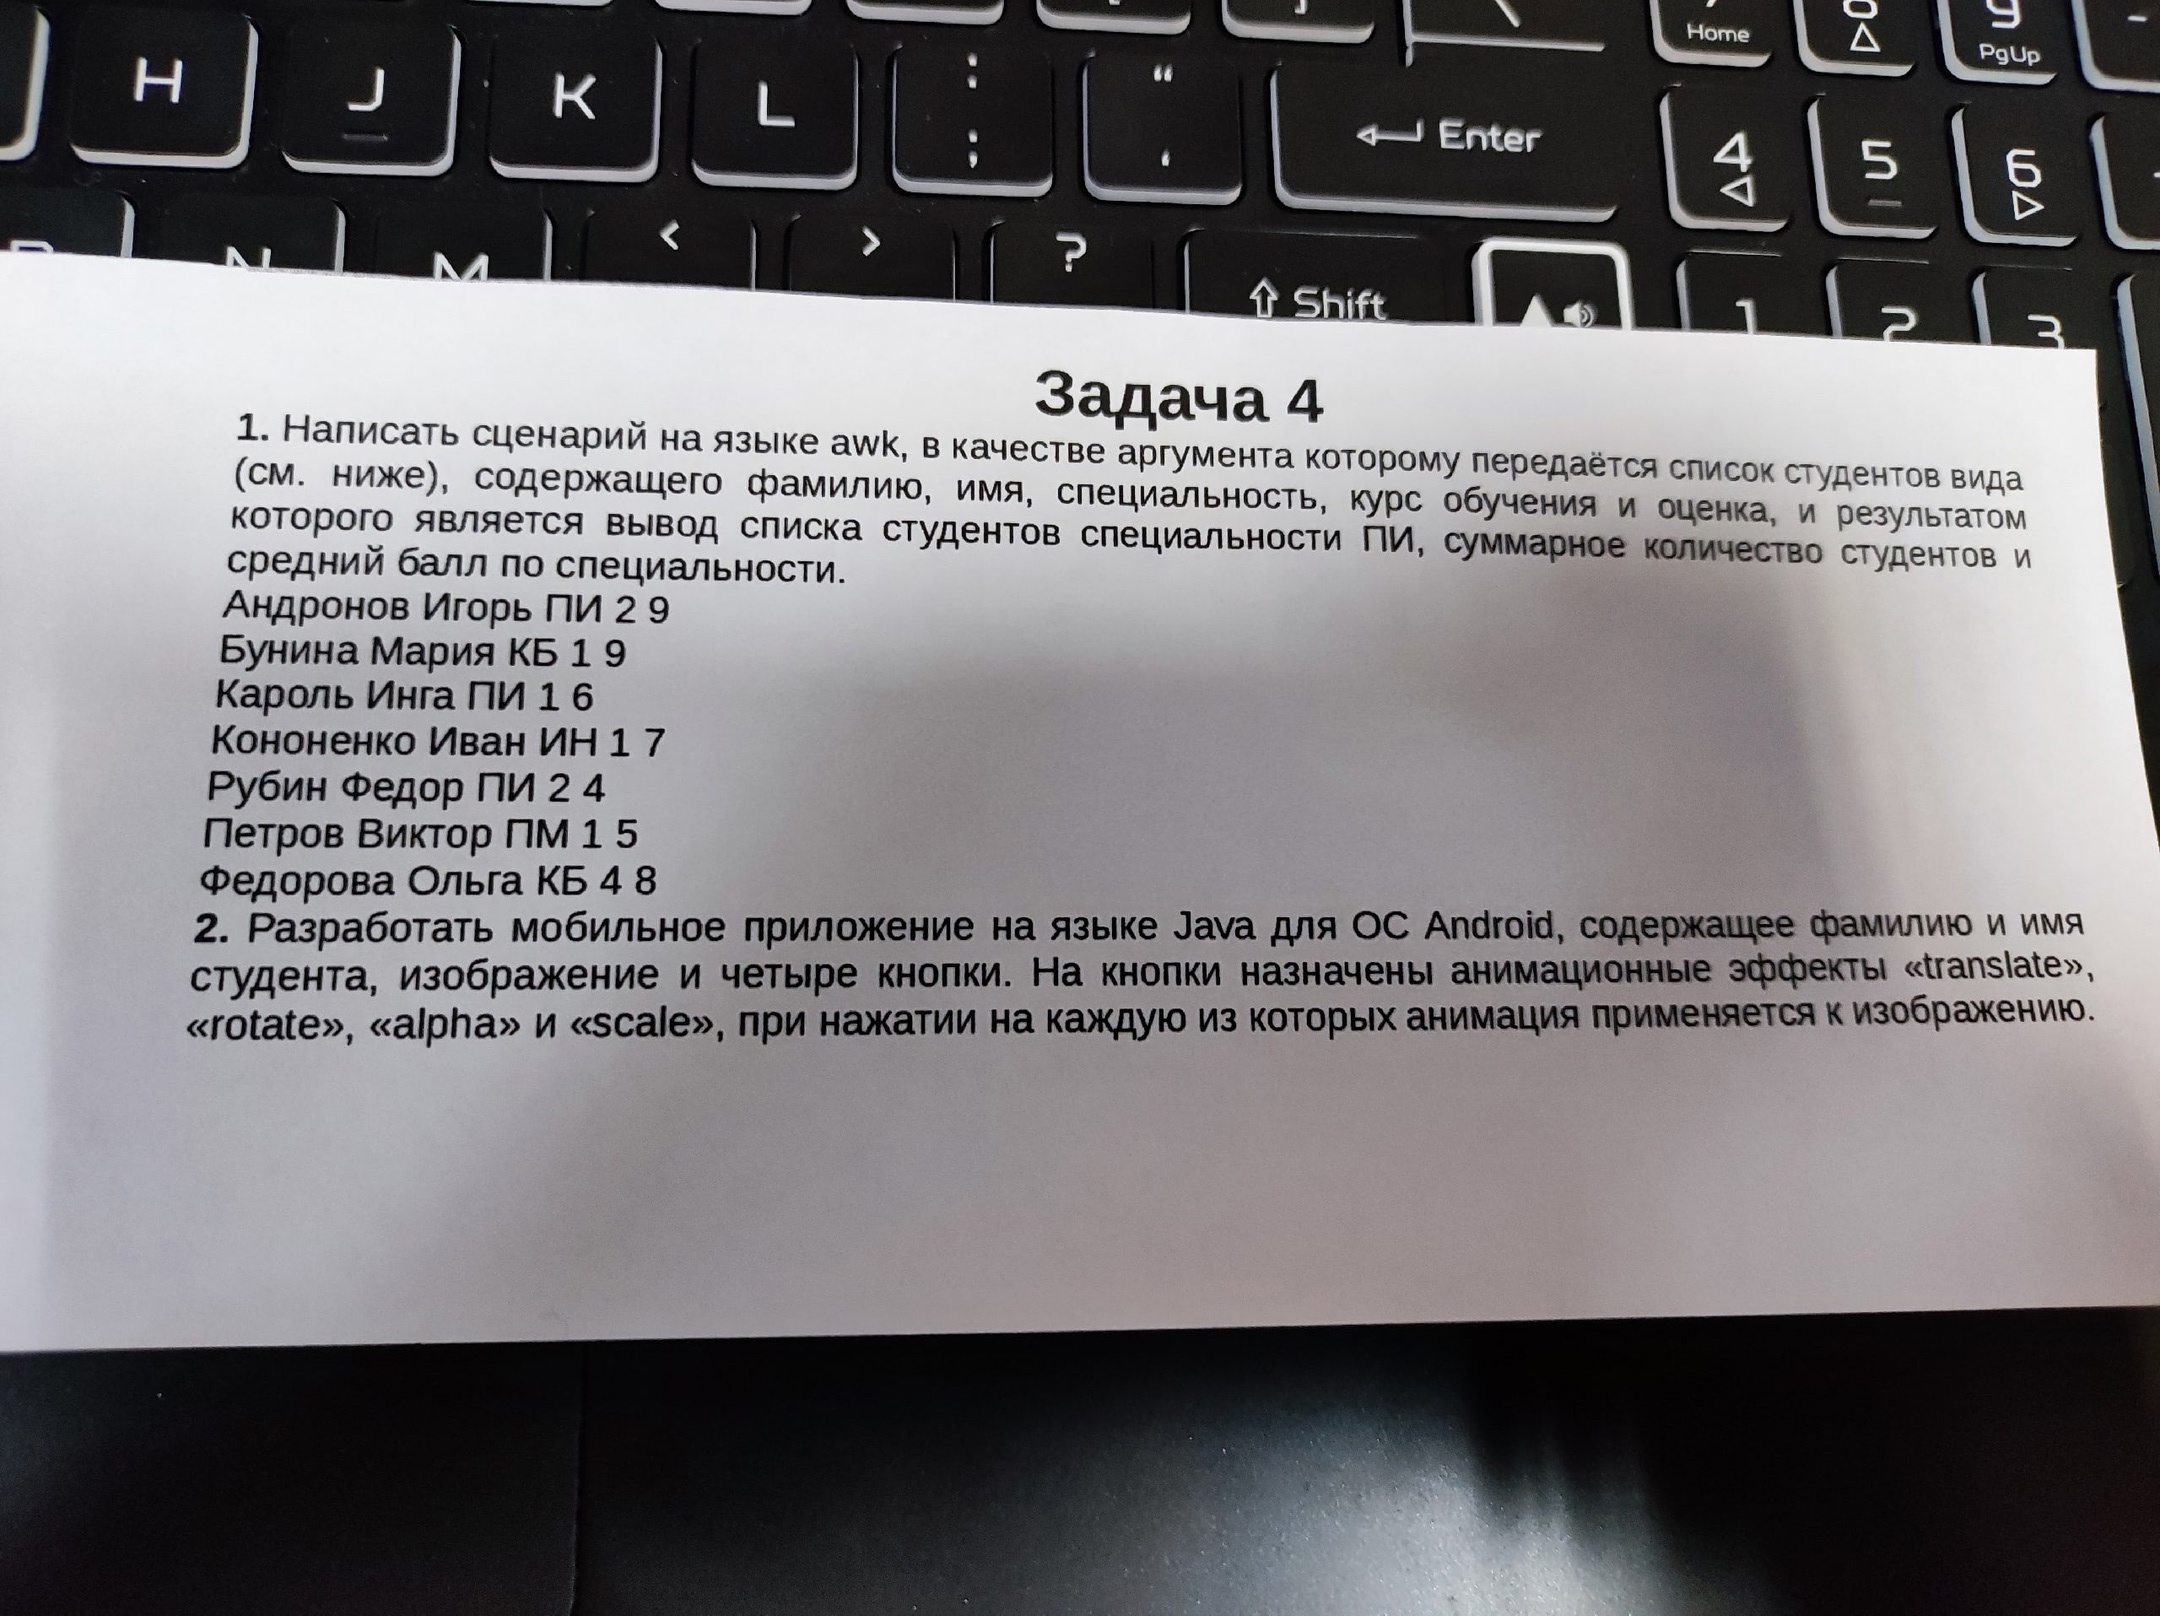 Home
9
PgUp
H
J
K
L
:
;
"
'
Enter
4
5
6
N
M
<
>
?
Shift
1
2
3
Задача 4
1. Написать сценарий на языке awk, в качестве аргумента которому передаётся список студентов вида
(см. ниже), содержащего фамилию, имя, специальность, курс обучения и оценка, и результатом
которого является вывод списка студентов специальности ПИ, суммарное количество студентов и
средний балл по специальности.
Андронов Игорь ПИ 2 9
Бунина Мария КБ 1 9
Кароль Инга ПИ 1 6
Кононенко Иван ИН 1 7
Рубин Федор ПИ 2 4
Петров Виктор ПМ 1 5
Федорова Ольга КБ 4 8
2. Разработать мобильное приложение на языке Java для ОС Android, содержащее фамилию и имя
студента, изображение и четыре кнопки. На кнопки назначены анимационные эффекты «translate»,
«rotate», «alpha» и «scale», при нажатии на каждую из которых анимация применяется к изображению.